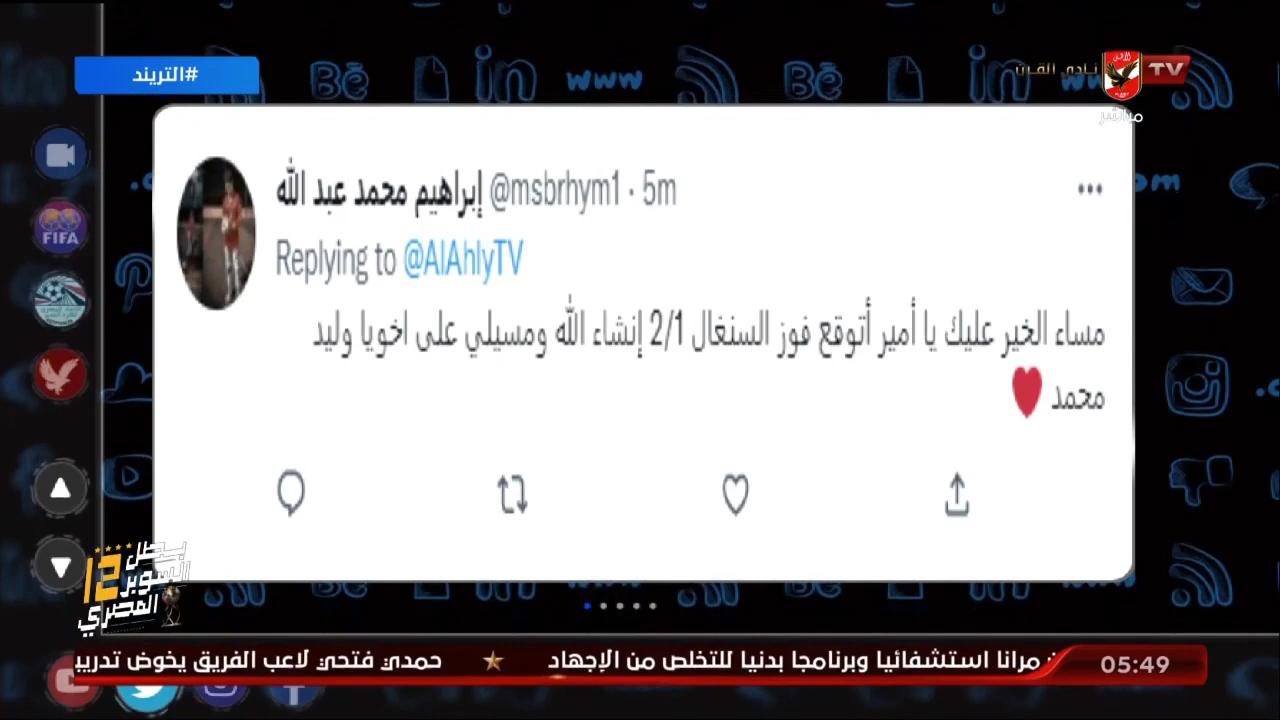 #التريند
نادي القرن
TV
مباشر
إبراهيم محمد عبد الله @msbrhym1 · 5m
Replying to @AlAhlyTV
مساء الخير عليك يا أمير أتوقع فوز السنغال 2/1 إنشاء الله ومسيلي على اخويا وليد
محمد ❤
FIFA
بطل
السوبر 12
المصري
مرانا استشفائيا وبرنامجا بدنيا للتخلص من الإجهاد ★ حمدي فتحي لاعب الفريق يخوض تدريب
05:49